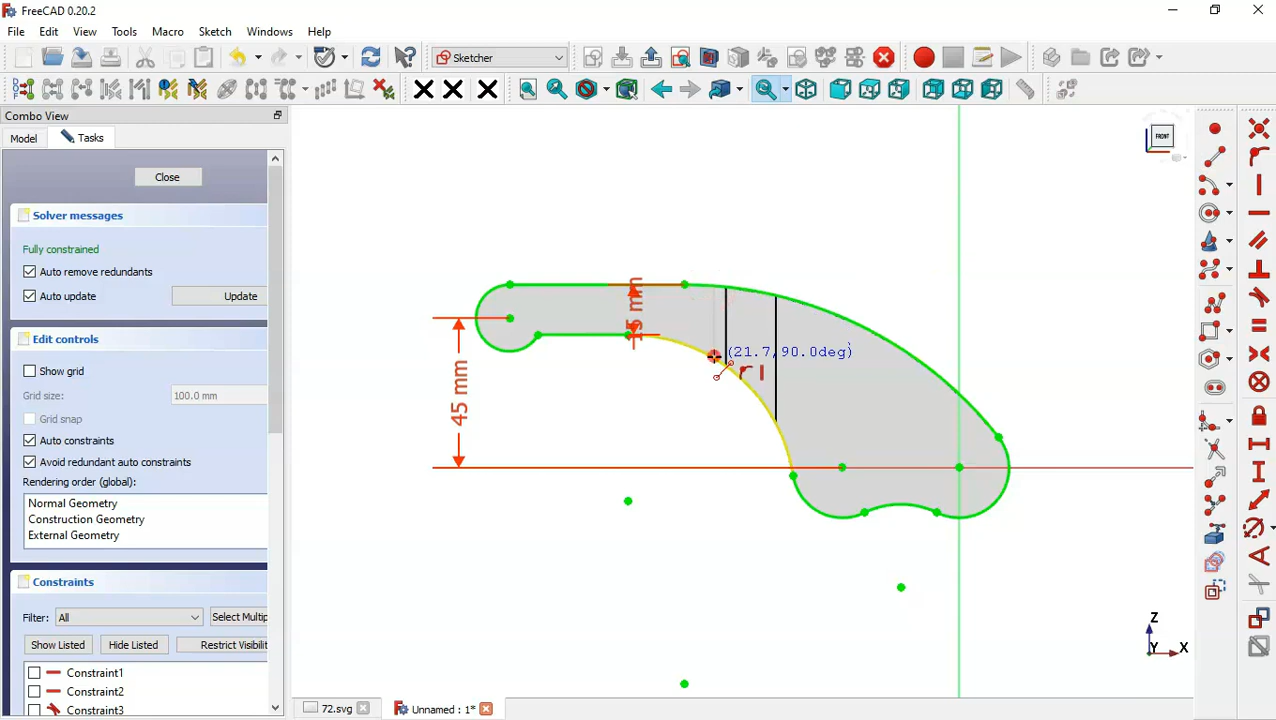 FreeCAD 0.20.2
File Edit View Tools Macro Sketch Windows Help
Sketcher
Combo View
Model Tasks
Close
Solver messages
Fully constrained
Auto remove redundants
Auto update Update
Edit controls
Show grid
Grid size: 100.0 mm
Grid snap
Auto constraints
Avoid redundant auto constraints
Rendering order (global):
Normal Geometry
Construction Geometry
External Geometry
Constraints
Filter: All Select Multip
Show Listed Hide Listed Restrict Visibili
Constraint1
Constraint2
Constraint3
15 mm
(21.7,90.0deg)
45 mm
FRONT
Z
Y X
72.svg Unnamed : 1*